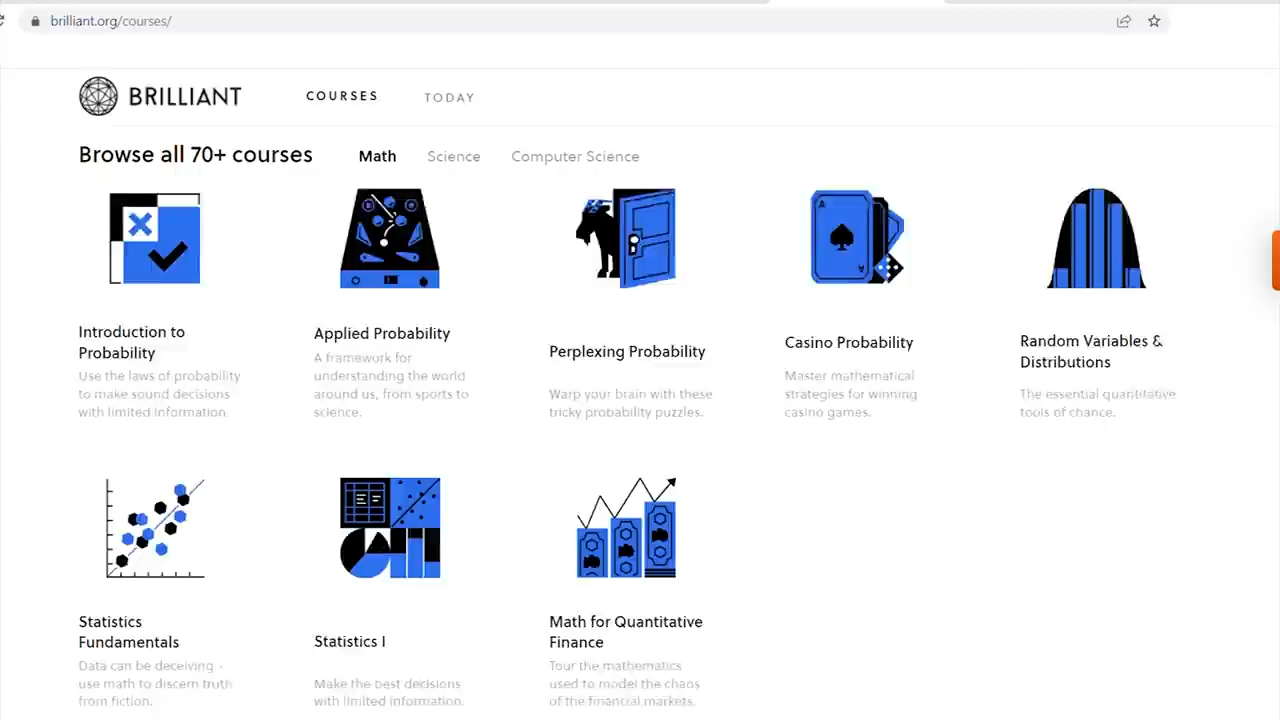 brilliant.org/courses/
BRILLIANT
COURSES
TODAY
Browse all 70+ courses
Math
Science
Computer Science
A
A
Introduction to
Probability
Use the laws of probability
to make sound decisions
with limited information.
Applied Probability
A framework for
understanding the world
around us, from sports to
science.
Perplexing Probability
Warp your brain with these
tricky probability puzzles.
Casino Probability
Master mathematical
strategies for winning
casino games.
Random Variables &
Distributions
The essential quantitative
tools of chance.
Statistics
Fundamentals
Data can be deceiving -
use math to discern truth
from fiction.
Statistics I
Make the best decisions
with limited information.
Math for Quantitative
Finance
Tour the mathematics
used to model the chaos
of the financial markets.